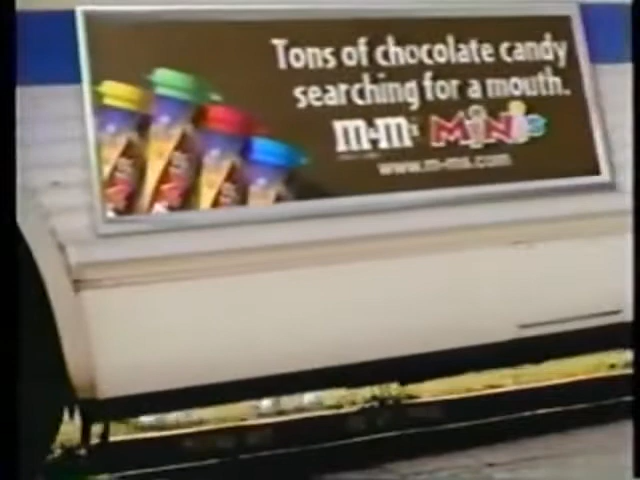 Tons of chocolate candy
searching for a mouth.
m&m's MINIS
www.m-ms.com